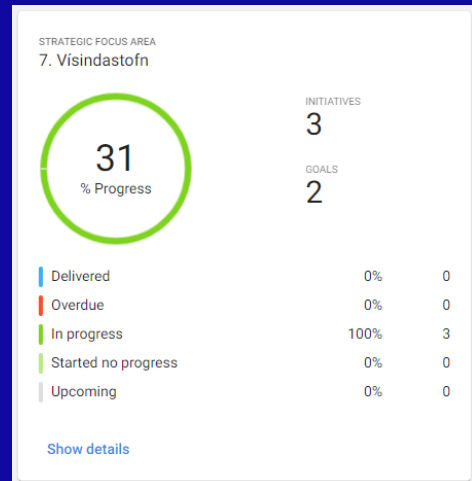 STRATEGIC FOCUS AREA
7. Vísindastofn
31
% Progress
INITIATIVES
3
GOALS
2
Delivered 0% 0
Overdue 0% 0
In progress 100% 3
Started no progress 0% 0
Upcoming 0% 0
Show details